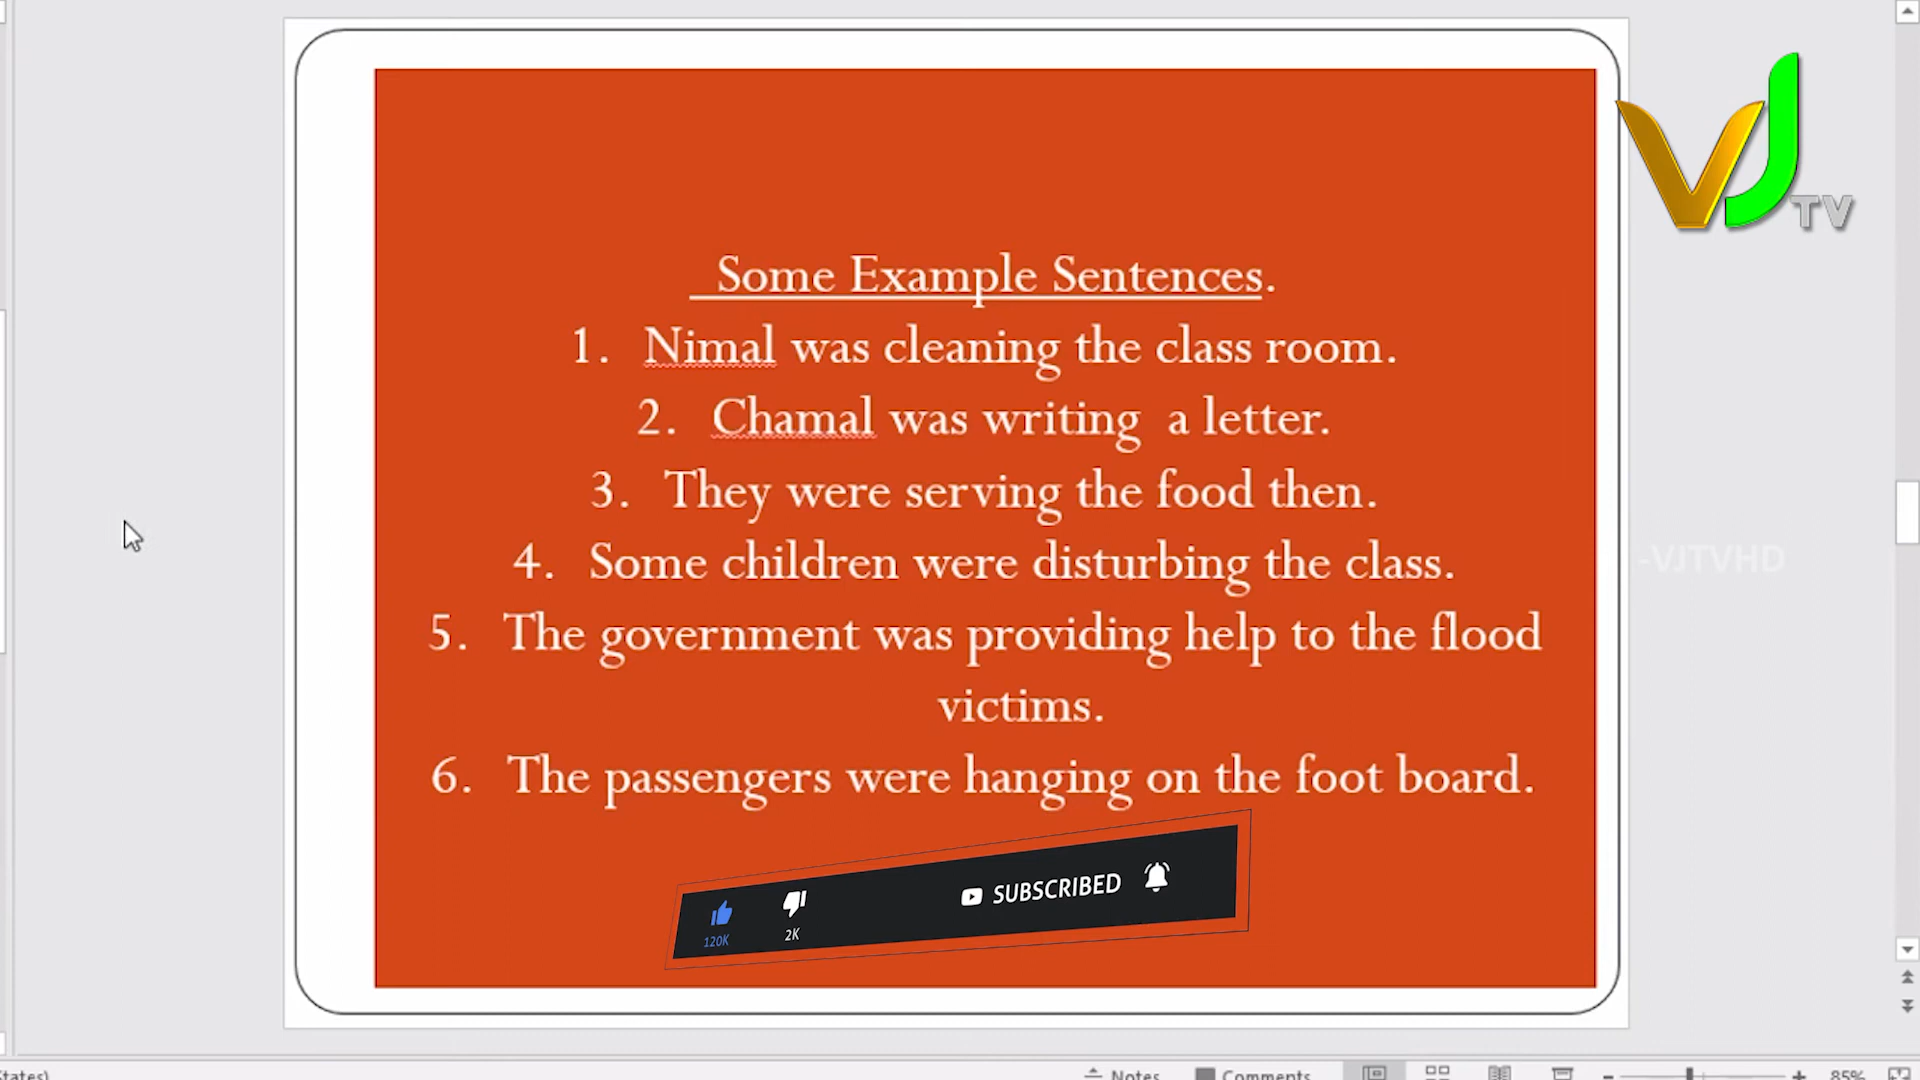 VJ TV
Some Example Sentences.
1. Nimal was cleaning the class room.
2. Chamal was writing a letter.
3. They were serving the food then.
4. Some children were disturbing the class.
5. The government was providing help to the flood
victims.
6. The passengers were hanging on the foot board.
-VJTVHD
120K 2K SUBSCRIBED
States) Notes Comments 85%